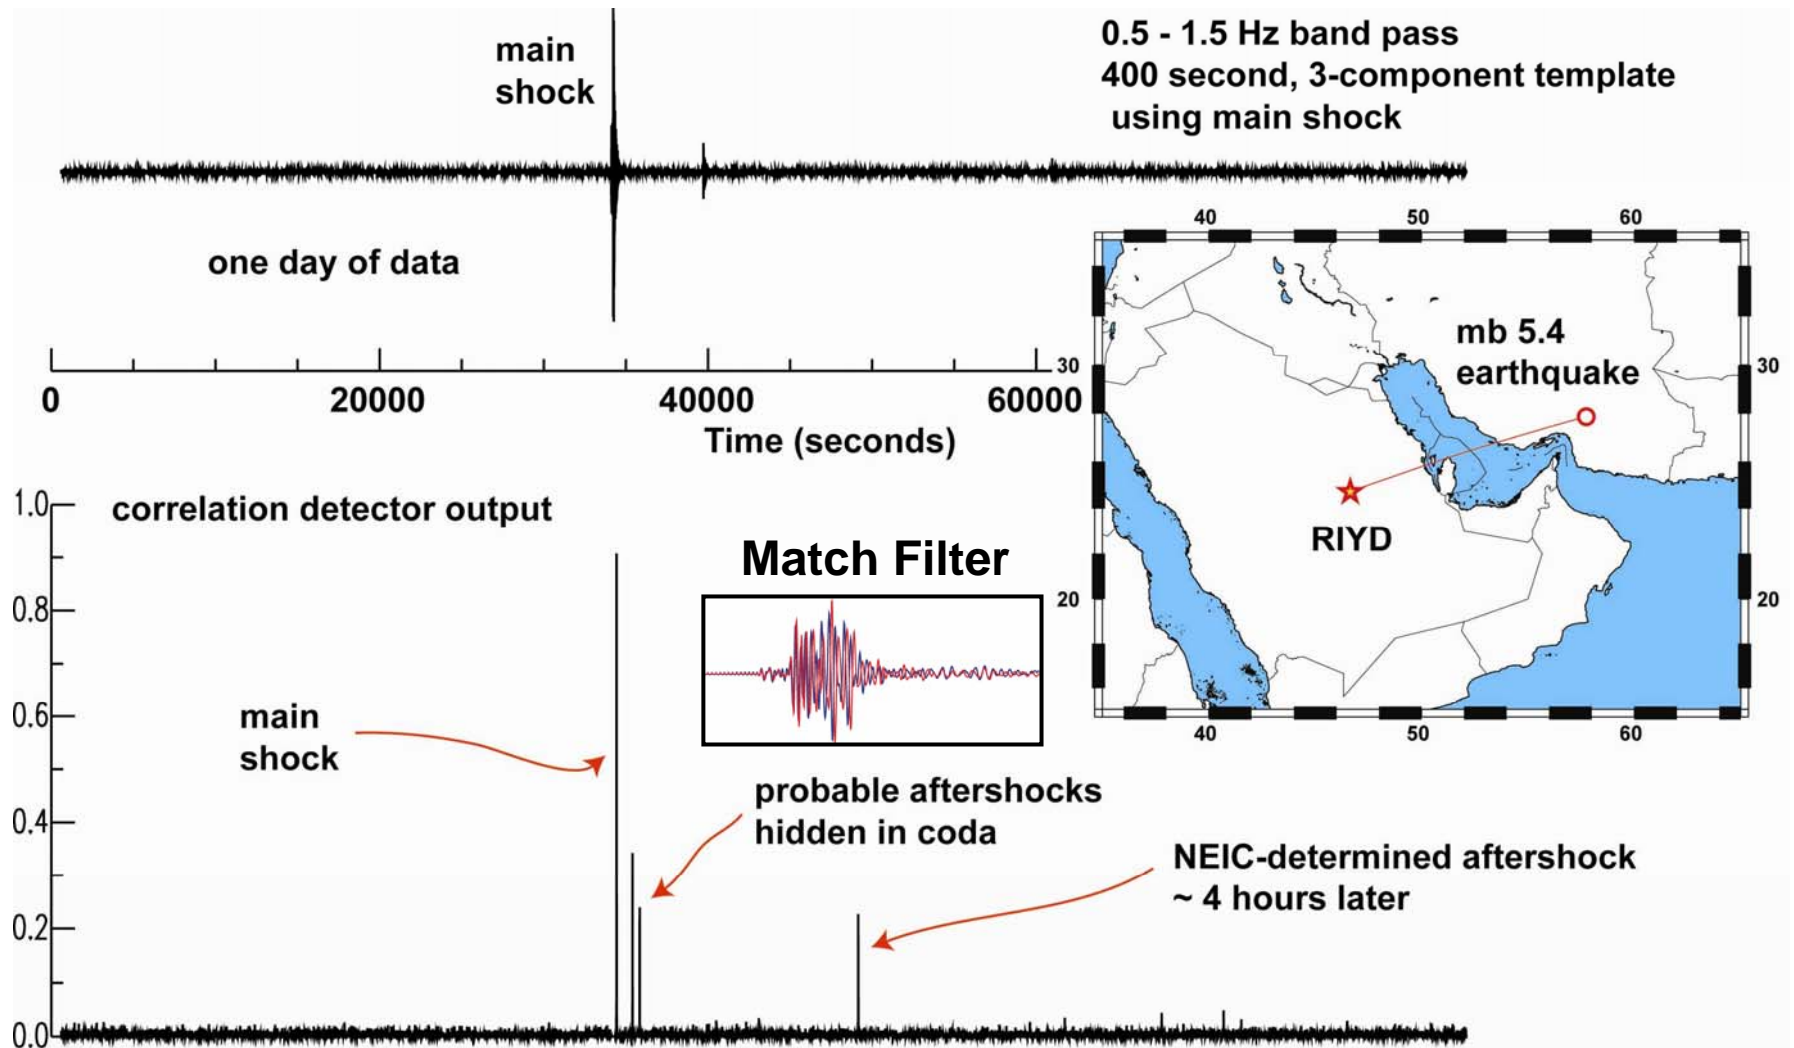 main
shock
0.5 - 1.5 Hz band pass
400 second, 3-component template
using main shock
one day of data
0 20000 40000 60000
Time (seconds)
40 50 60
30 30
20 20
40 50 60
mb 5.4
earthquake
RIYD
correlation detector output
1.0
0.8
0.6
0.4
0.2
0.0
Match Filter
main
shock
probable aftershocks
hidden in coda
NEIC-determined aftershock
~ 4 hours later